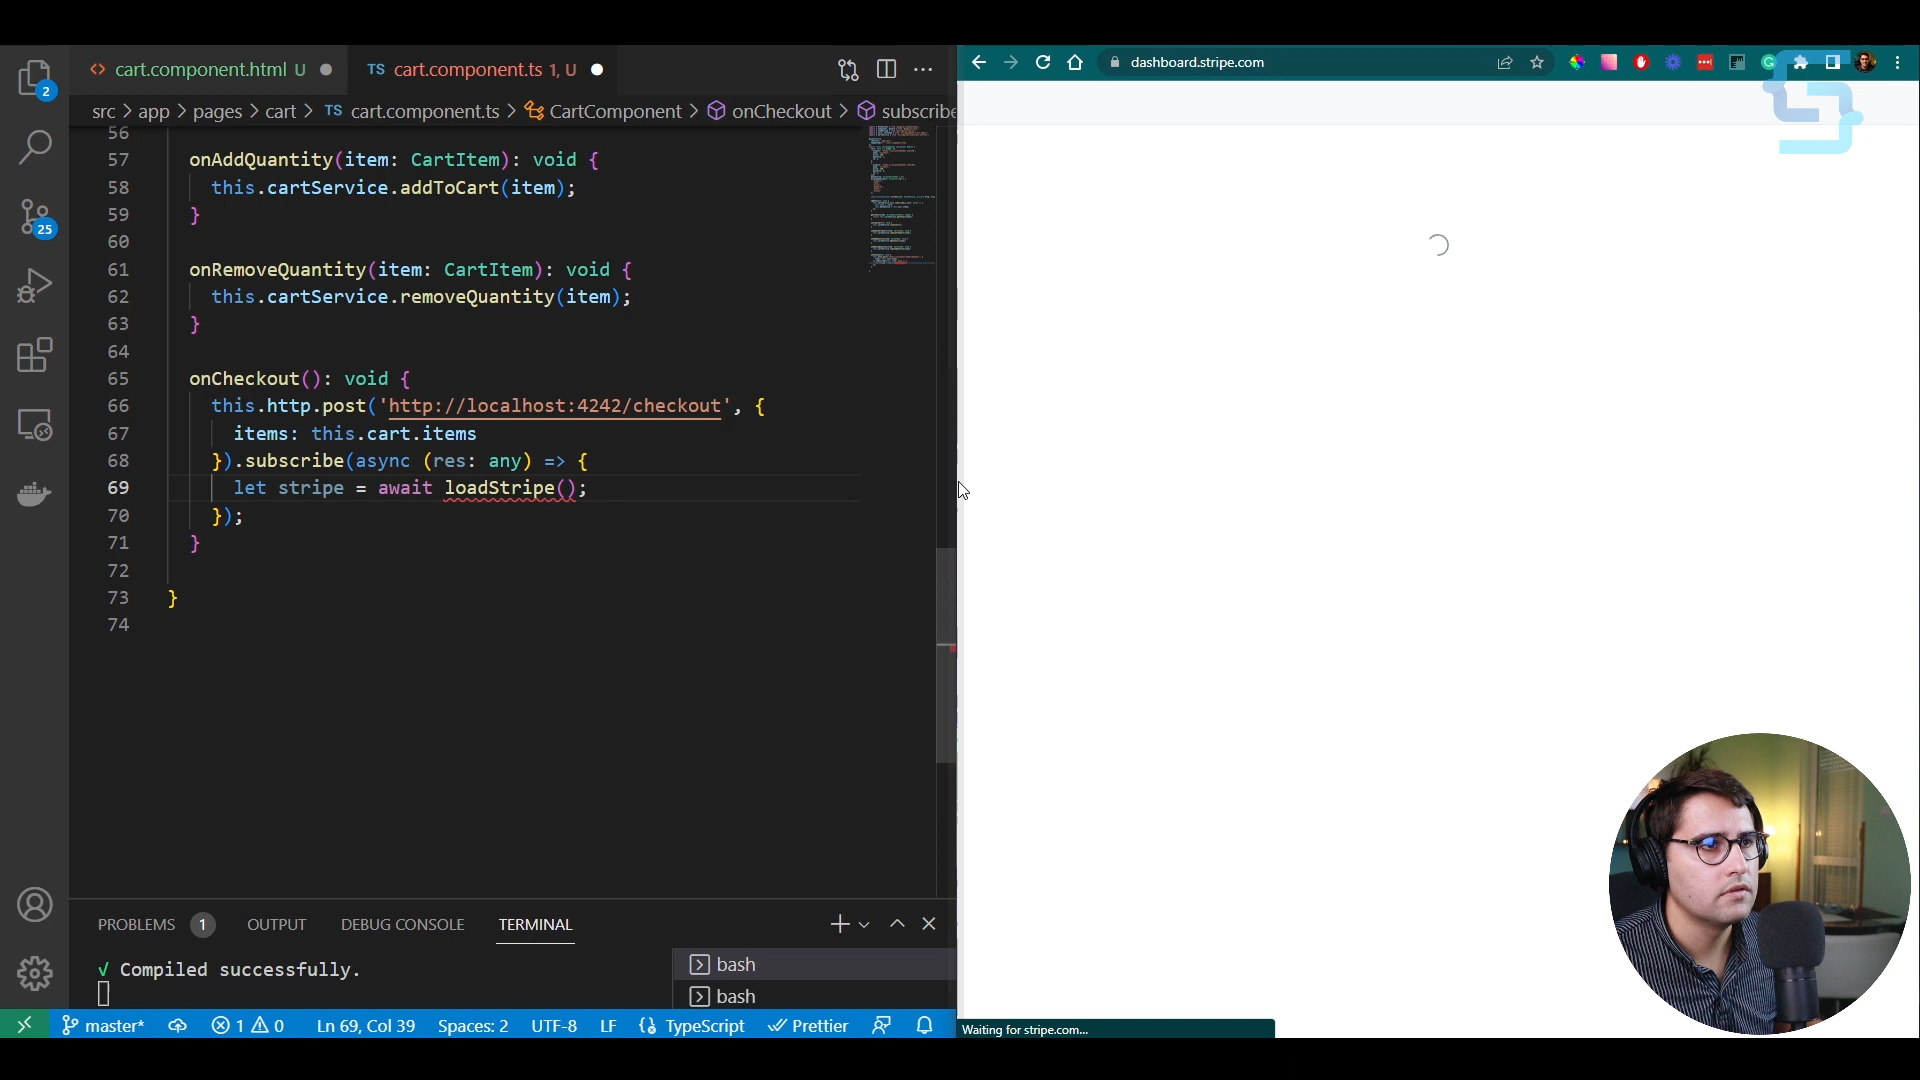 cart.component.html U
TS cart.component.ts 1, U
dashboard.stripe.com
2
src > app > pages > cart > TS cart.component.ts > CartComponent > onCheckout > subscribe
56
57 onAddQuantity(item: CartItem): void {
25
58 this.cartService.addToCart(item);
59 }
60
61 onRemoveQuantity(item: CartItem): void {
62 this.cartService.removeQuantity(item);
63 }
64
65 onCheckout(): void {
66 this.http.post('http://localhost:4242/checkout', {
67 items: this.cart.items
68 }).subscribe(async (res: any) => {
69 let stripe = await loadStripe();
70 });
71 }
72
73 }
74
PROBLEMS 1 OUTPUT DEBUG CONSOLE TERMINAL
√ Compiled successfully.
bash
bash
master* 1 0 Ln 69, Col 39 Spaces: 2 UTF-8 LF {} TypeScript Prettier
Waiting for stripe.com...